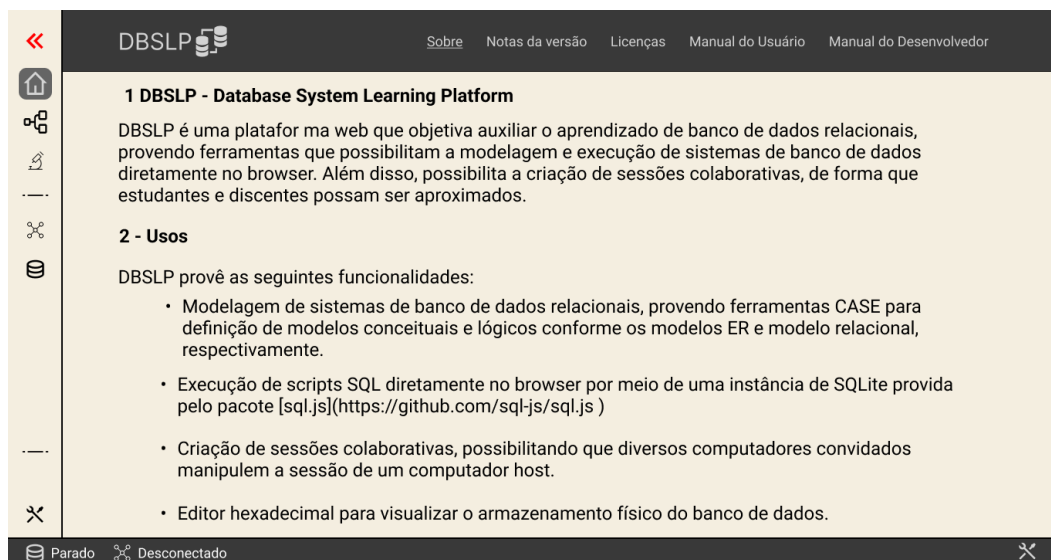 DBSLP
Sobre Notas da versão Licenças Manual do Usuário Manual do Desenvolvedor
1 DBSLP - Database System Learning Platform
DBSLP é uma platafor ma web que objetiva auxiliar o aprendizado de banco de dados relacionais,
provendo ferramentas que possibilitam a modelagem e execução de sistemas de banco de dados
diretamente no browser. Além disso, possibilita a criação de sessões colaborativas, de forma que
estudantes e discentes possam ser aproximados.
2 - Usos
DBSLP provê as seguintes funcionalidades:
• Modelagem de sistemas de banco de dados relacionais, provendo ferramentas CASE para
definição de modelos conceituais e lógicos conforme os modelos ER e modelo relacional,
respectivamente.
• Execução de scripts SQL diretamente no browser por meio de uma instância de SQLite provida
pelo pacote [sql.js](https://github.com/sql-js/sql.js )
• Criação de sessões colaborativas, possibilitando que diversos computadores convidados
manipulem a sessão de um computador host.
• Editor hexadecimal para visualizar o armazenamento físico do banco de dados.
Parado Desconectado